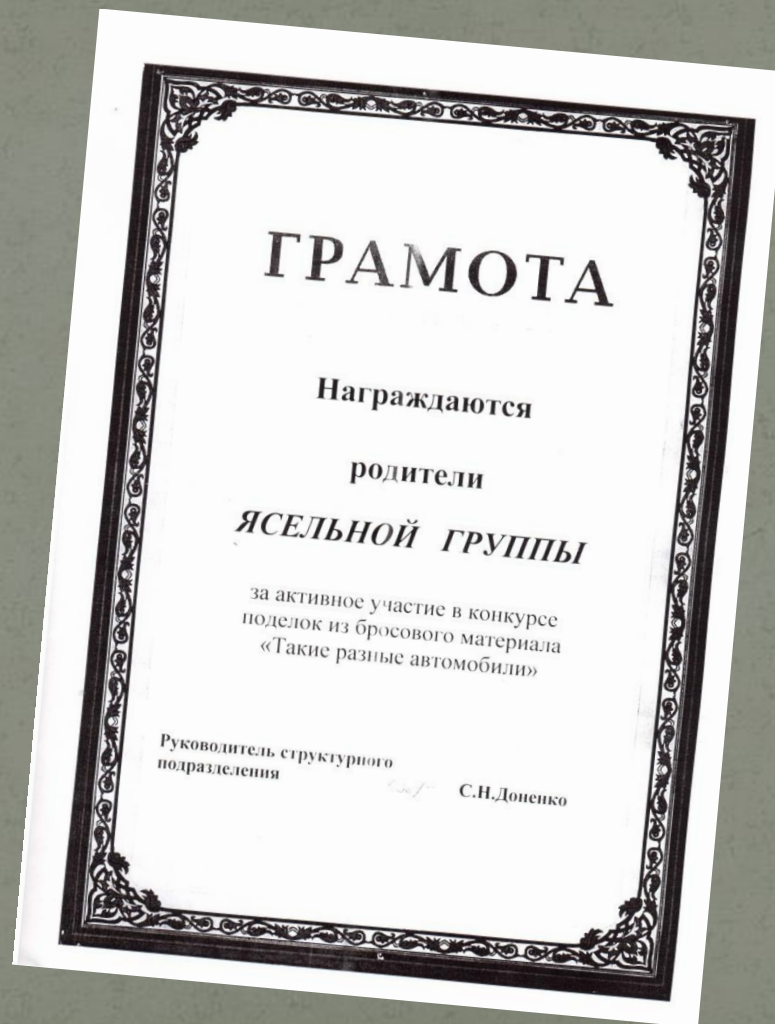 ГРАМОТА
Награждаются
родители
ЯСЕЛЬНОЙ ГРУППЫ
за активное участие в конкурсе
поделок из бросового материала
«Такие разные автомобили»
Руководитель структурного
подразделения
С.Н.Доненко